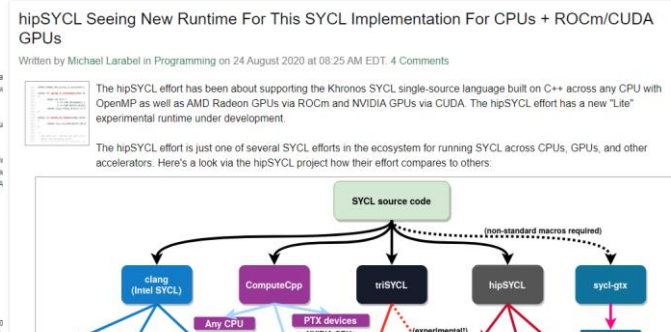 hipSYCL Seeing New Runtime For This SYCL Implementation For CPUs + ROCm/CUDA
GPUs
Written by Michael Larabel in Programming on 24 August 2020 at 08:25 AM EDT. 4 Comments
The hipSYCL effort has been about supporting the Khronos SYCL single-source language built on C++ across any CPU with
OpenMP as well as AMD Radeon GPUs via ROCm and NVIDIA GPUs via CUDA. The hipSYCL effort has a new "Lite"
experimental runtime under development.
The hipSYCL effort is just one of several SYCL efforts in the ecosystem for running SYCL across CPUs, GPUs, and other
accelerators. Here's a look via the hipSYCL project how their effort compares to others:
SYCL source code
(non-standard macros required)
clang
(Intel SYCL)
ComputeCpp
triSYCL
hipSYCL
sycl-gtx
Any CPU
PTX devices
(experimental!)